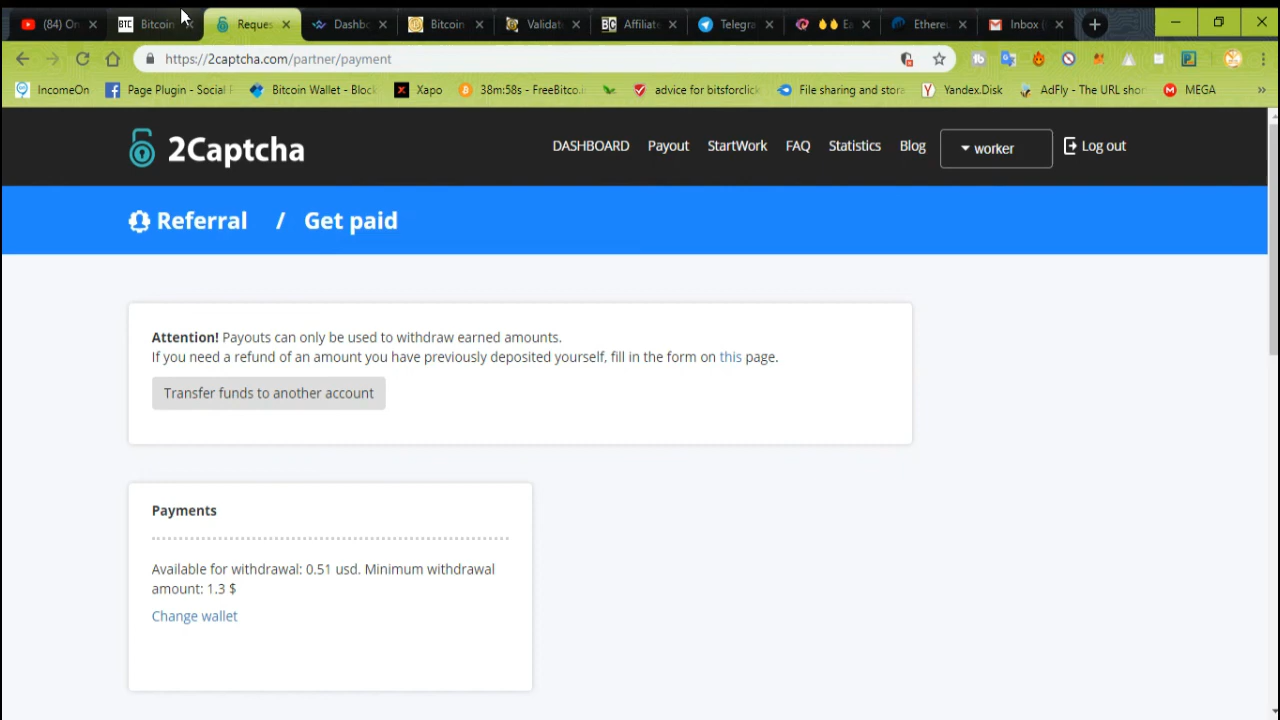 (84) On
Bitcoin
Reques
Dashbo
Bitcoin
Validat
Affiliate
Telegra
Ethereu
Inbox (
https://2captcha.com/partner/payment
IncomeOn
Page Plugin - Social
Bitcoin Wallet - Block
Xapo
38m:58s - FreeBitco.i
advice for bitsforclick
File sharing and stora
Yandex.Disk
AdFly - The URL shor
MEGA
2Captcha
DASHBOARD
Payout
StartWork
FAQ
Statistics
Blog
worker
Log out
Referral / Get paid
Attention! Payouts can only be used to withdraw earned amounts.
If you need a refund of an amount you have previously deposited yourself, fill in the form on this page.
Transfer funds to another account
Payments
Available for withdrawal: 0.51 usd. Minimum withdrawal
amount: 1.3 $
Change wallet